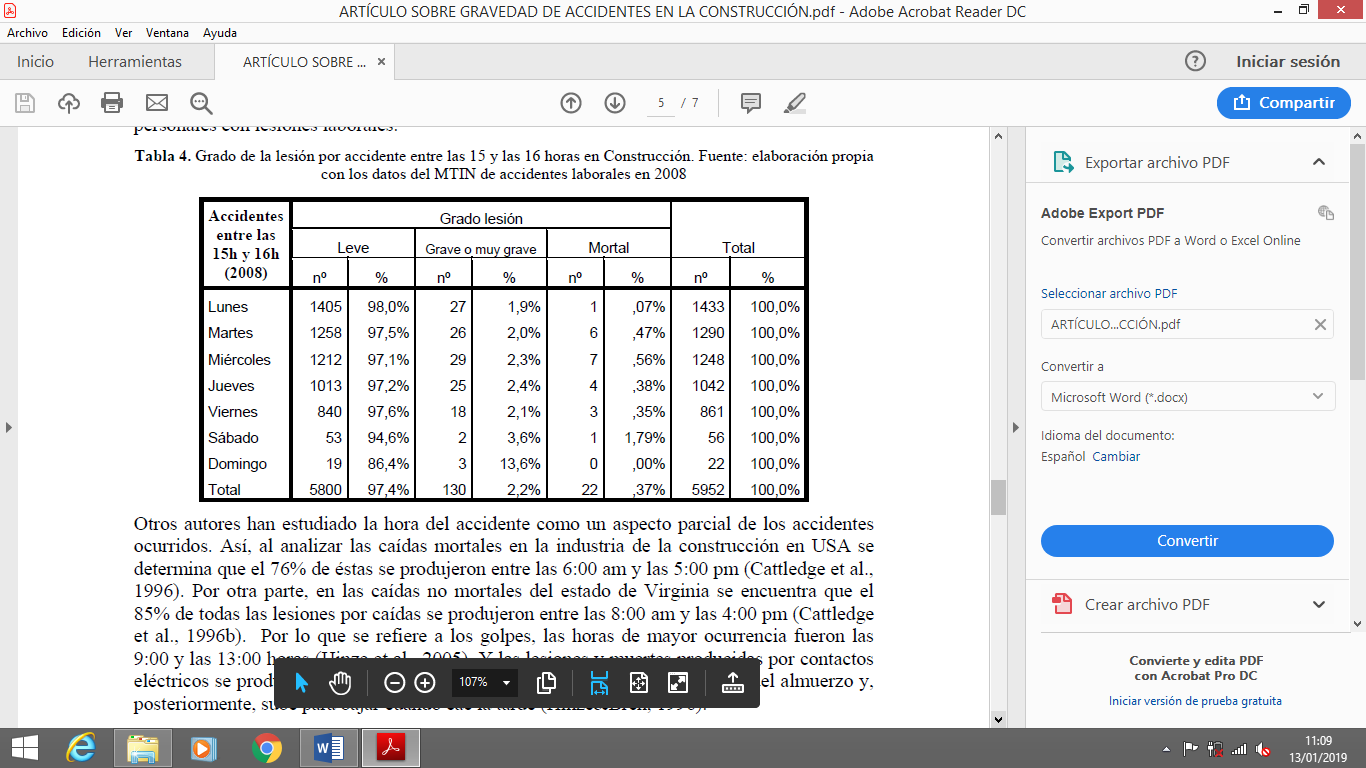 ARTÍCULO SOBRE GRAVEDAD DE ACCIDENTES EN LA CONSTRUCCIÓN.pdf - Adobe Acrobat Reader DC
Archivo Edición Ver Ventana Ayuda
Inicio Herramientas ARTÍCULO SOBRE ... × ? Iniciar sesión
5 / 7 Compartir
personales con lesiones laborales.
Tabla 4. Grado de la lesión por accidente entre las 15 y las 16 horas en Construcción. Fuente: elaboración propia
con los datos del MTIN de accidentes laborales en 2008
Accidentes entre las 15h y 16h (2008)
Grado lesión
Leve Grave o muy grave Mortal Total
nº % nº % nº % nº %
Lunes 1405 98,0% 27 1,9% 1 ,07% 1433 100,0%
Martes 1258 97,5% 26 2,0% 6 ,47% 1290 100,0%
Miércoles 1212 97,1% 29 2,3% 7 ,56% 1248 100,0%
Jueves 1013 97,2% 25 2,4% 4 ,38% 1042 100,0%
Viernes 840 97,6% 18 2,1% 3 ,35% 861 100,0%
Sábado 53 94,6% 2 3,6% 1 1,79% 56 100,0%
Domingo 19 86,4% 3 13,6% 0 ,00% 22 100,0%
Total 5800 97,4% 130 2,2% 22 ,37% 5952 100,0%
Otros autores han estudiado la hora del accidente como un aspecto parcial de los accidentes
ocurridos. Así, al analizar las caídas mortales en la industria de la construcción en USA se
determina que el 76% de éstas se produjeron entre las 6:00 am y las 5:00 pm (Cattledge et al.,
1996). Por otra parte, en las caídas no mortales del estado de Virginia se encuentra que el
85% de todas las lesiones por caídas se produjeron entre las 8:00 am y las 4:00 pm (Cattledge
et al., 1996b). Por lo que se refiere a los golpes, las horas de mayor ocurrencia fueron las
9:00 y las 13:00 horas (Hinze et al., 2005). Y las lesiones y muertes producidas por contactos
eléctricos se del almuerzo y,
posteriormente,
107%
Exportar archivo PDF
Adobe Export PDF
Convertir archivos PDF a Word o Excel Online
Seleccionar archivo PDF
ARTÍCULO...CCIÓN.pdf
Convertir a
Microsoft Word (*.docx)
Idioma del documento:
Español Cambiar
Convertir
Crear archivo PDF
Convierte y edita PDF
con Acrobat Pro DC
Iniciar versión de prueba gratuita
11:09
13/01/2019